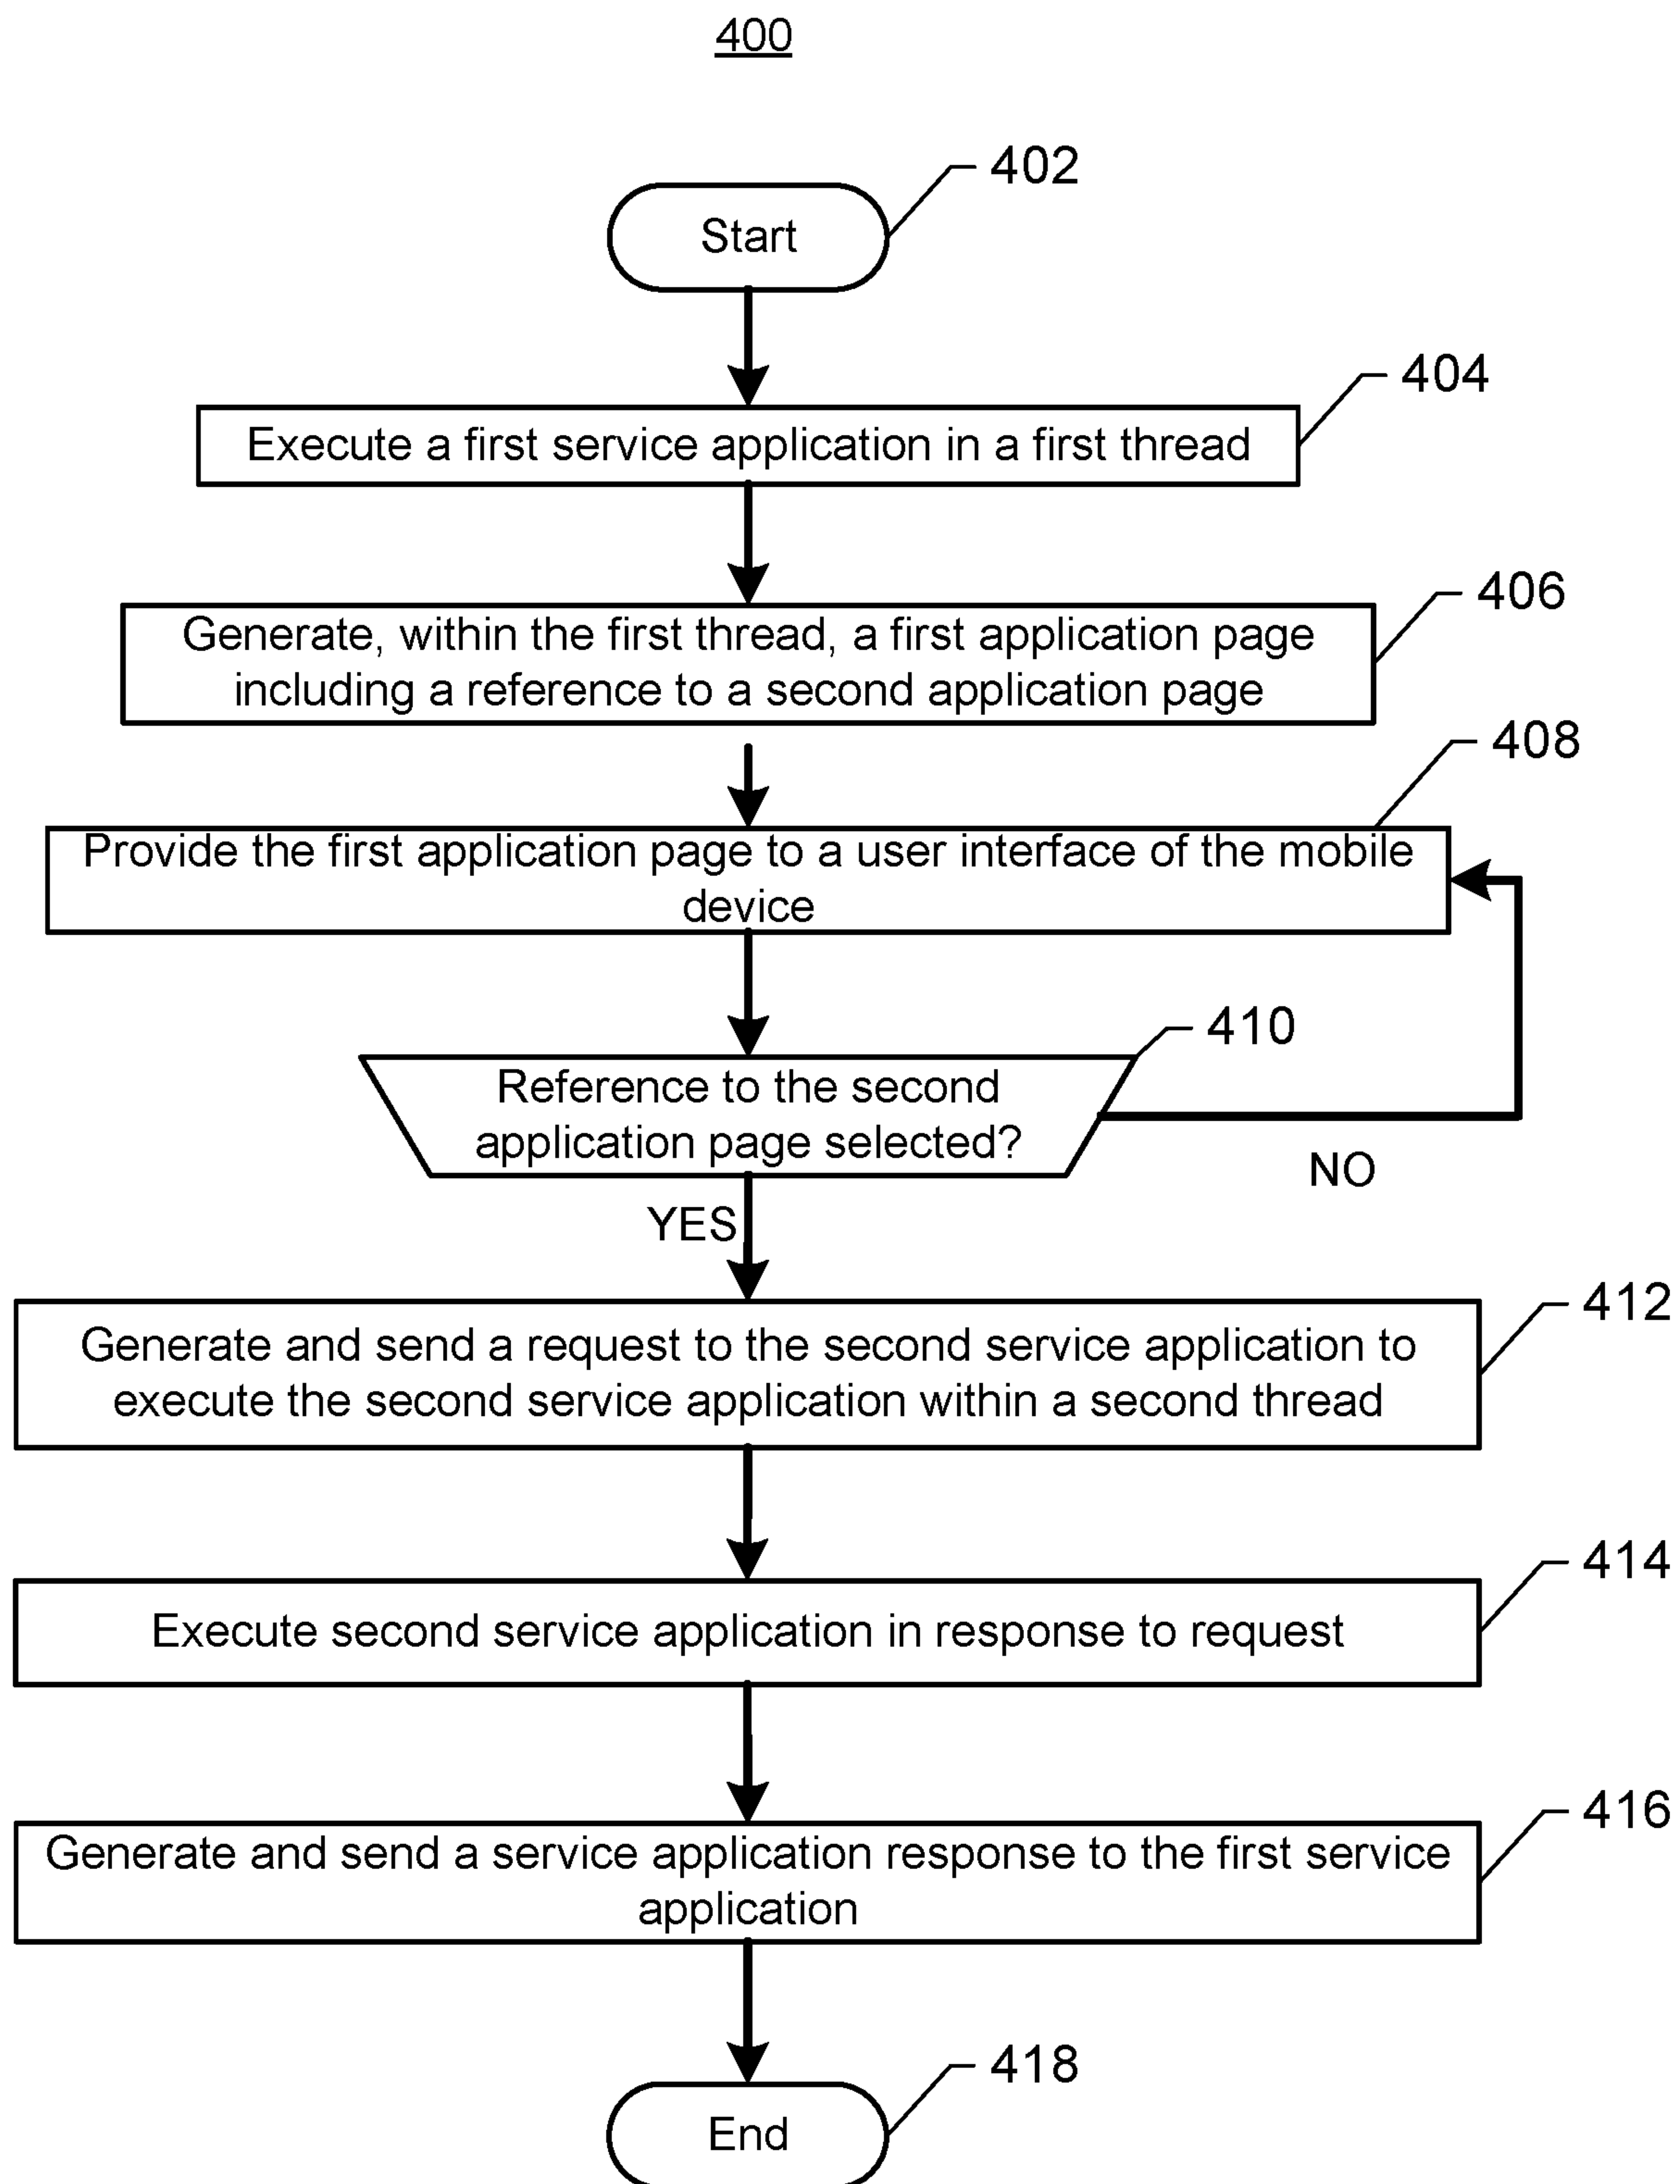 400
402
Start
404
Execute a first service application in a first thread
406
Generate, within the first thread, a first application page
including a reference to a second application page
408
Provide the first application page to a user interface of the mobile
device
410
Reference to the second
application page selected?
NO
YES
412
Generate and send a request to the second service application to
execute the second service application within a second thread
414
Execute second service application in response to request
416
Generate and send a service application response to the first service
application
418
End